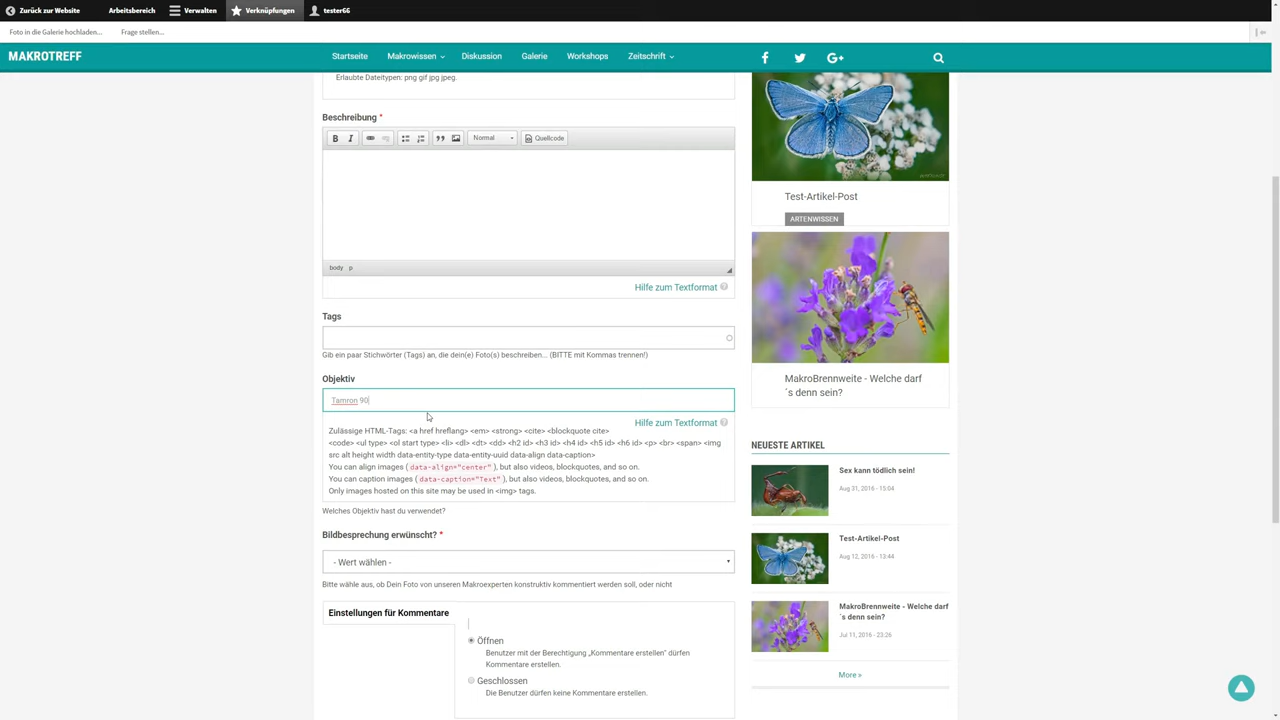 Zurück zur Website
Arbeitsbereich
Verwalten
Verknüpfungen
tester66
Foto in die Galerie hochladen...
Frage stellen...
MAKROTREFF
Startseite
Makrowissen
Diskussion
Galerie
Workshops
Zeitschrift
Erlaubte Dateitypen: png gif jpg jpeg.
Beschreibung *
B I
Normal
Quellcode
body p
Hilfe zum Textformat
Tags
Gib ein paar Stichwörter (Tags) an, die dein(e) Foto(s) beschreiben... (BITTE mit Kommas trennen!)
Objektiv
Tamron 90
Hilfe zum Textformat
Zulässige HTML-Tags: <a href hreflang> <em> <strong> <cite> <blockquote cite>
<code> <ul type> <ol start type> <li> <dl> <dt> <dd> <h2 id> <h3 id> <h4 id> <h5 id> <h6 id> <p> <br> <span> <img
src alt height width data-entity-type data-entity-uuid data-align data-caption>
You can align images ( data-align="center" ), but also videos, blockquotes, and so on.
You can caption images ( data-caption="Text" ), but also videos, blockquotes, and so on.
Only images hosted on this site may be used in <img> tags.
Welches Objektiv hast du verwendet?
Bildbesprechung erwünscht? *
- Wert wählen -
Bitte wähle aus, ob Dein Foto von unseren Makroexperten konstruktiv kommentiert werden soll, oder nicht
Einstellungen für Kommentare
Öffnen
Benutzer mit der Berechtigung „Kommentare erstellen" dürfen
Kommentare erstellen.
Geschlossen
Die Benutzer dürfen keine Kommentare erstellen.
Test-Artikel-Post
ARTENWISSEN
MakroBrennweite - Welche darf
´s denn sein?
NEUESTE ARTIKEL
Sex kann tödlich sein!
Aug 31, 2016 - 15:04
Test-Artikel-Post
Aug 12, 2016 - 13:44
MakroBrennweite - Welche darf
´s denn sein?
Jul 11, 2016 - 23:26
More »